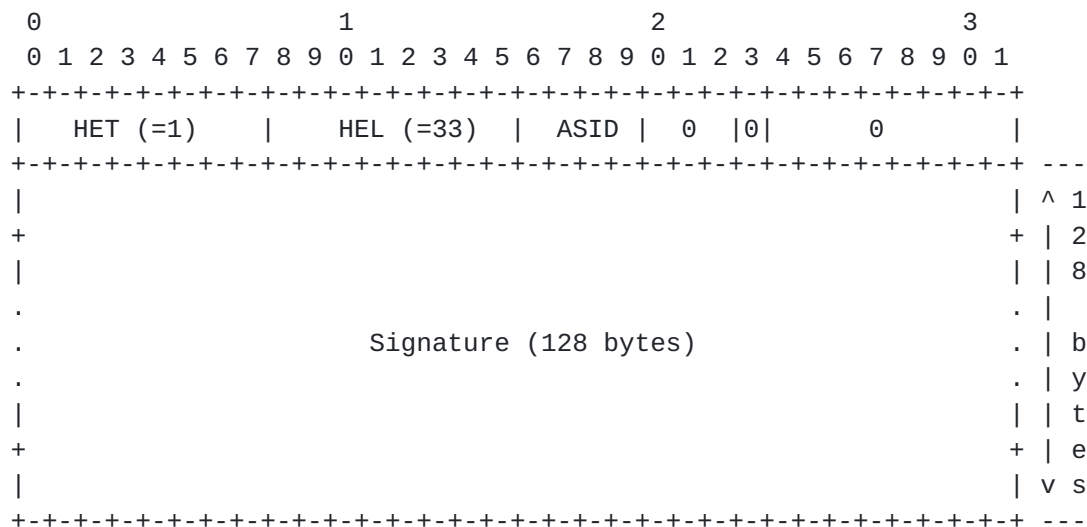 0                   1                   2                   3
 0 1 2 3 4 5 6 7 8 9 0 1 2 3 4 5 6 7 8 9 0 1 2 3 4 5 6 7 8 9 0 1
+-+-+-+-+-+-+-+-+-+-+-+-+-+-+-+-+-+-+-+-+-+-+-+-+-+-+-+-+-+-+-+-+
|   HET (=1)    |   HEL (=33)   |  ASID |  0  |0|      0        |
+-+-+-+-+-+-+-+-+-+-+-+-+-+-+-+-+-+-+-+-+-+-+-+-+-+-+-+-+-+-+-+-+ ---
|                                                               | ^ 1
+                                                               + | 2
|                                                               | | 8
.                                                               . |
.                      Signature (128 bytes)                    . | b
.                                                               . | y
|                                                               | | t
+                                                               + | e
|                                                               | v s
+-+-+-+-+-+-+-+-+-+-+-+-+-+-+-+-+-+-+-+-+-+-+-+-+-+-+-+-+-+-+-+-+ ---